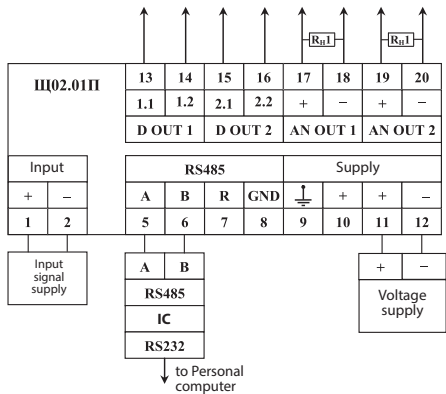 Rн1 Rн1
Щ02.01П
13 14 15 16 17 18 19 20
1.1 1.2 2.1 2.2 + – + –
D OUT 1 D OUT 2 AN OUT 1 AN OUT 2
Input RS485 Supply
+ – A B R GND + + –
1 2 5 6 7 8 9 10 11 12
Input
signal
supply
A B
RS485
IC
RS232
+ –
Voltage
supply
to Personal
computer